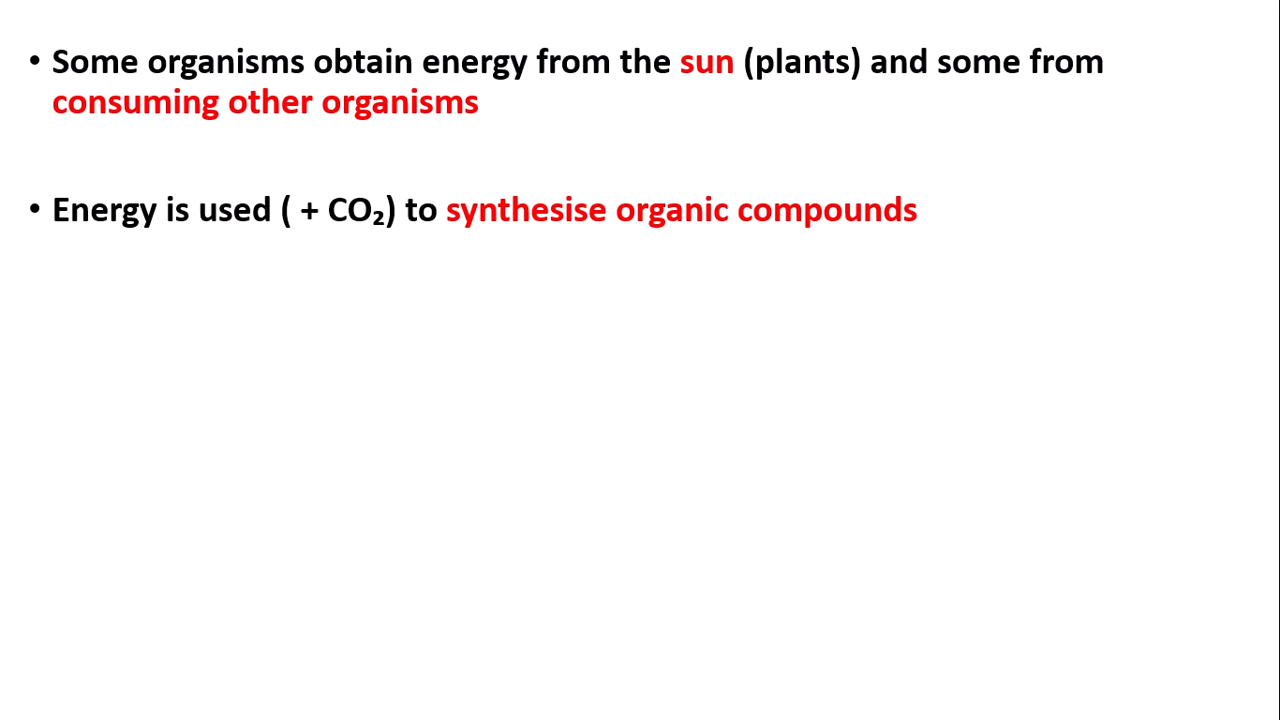 • Some organisms obtain energy from the sun (plants) and some from
consuming other organisms
• Energy is used ( + CO₂) to synthesise organic compounds